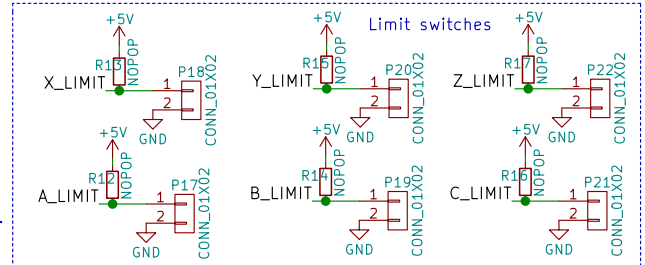 Limit switches
+5V
R13
NOPOP
X_LIMIT
P18
1
2
CONN_01X02
GND
+5V
R15
NOPOP
Y_LIMIT
P20
1
2
CONN_01X02
GND
+5V
R17
NOPOP
Z_LIMIT
P22
1
2
CONN_01X02
GND
+5V
R12
NOPOP
A_LIMIT
P17
1
2
CONN_01X02
GND
+5V
R14
NOPOP
B_LIMIT
P19
1
2
CONN_01X02
GND
+5V
R16
NOPOP
C_LIMIT
P21
1
2
CONN_01X02
GND